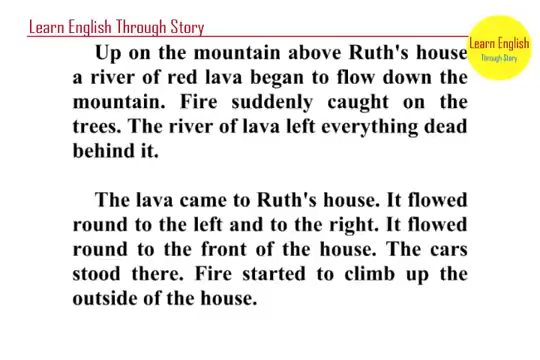 Learn English Through Story
Learn English
Through Story
Up on the mountain above Ruth's house
a river of red lava began to flow down the
mountain. Fire suddenly caught on the
trees. The river of lava left everything dead
behind it.
The lava came to Ruth's house. It flowed
round to the left and to the right. It flowed
round to the front of the house. The cars
stood there. Fire started to climb up the
outside of the house.